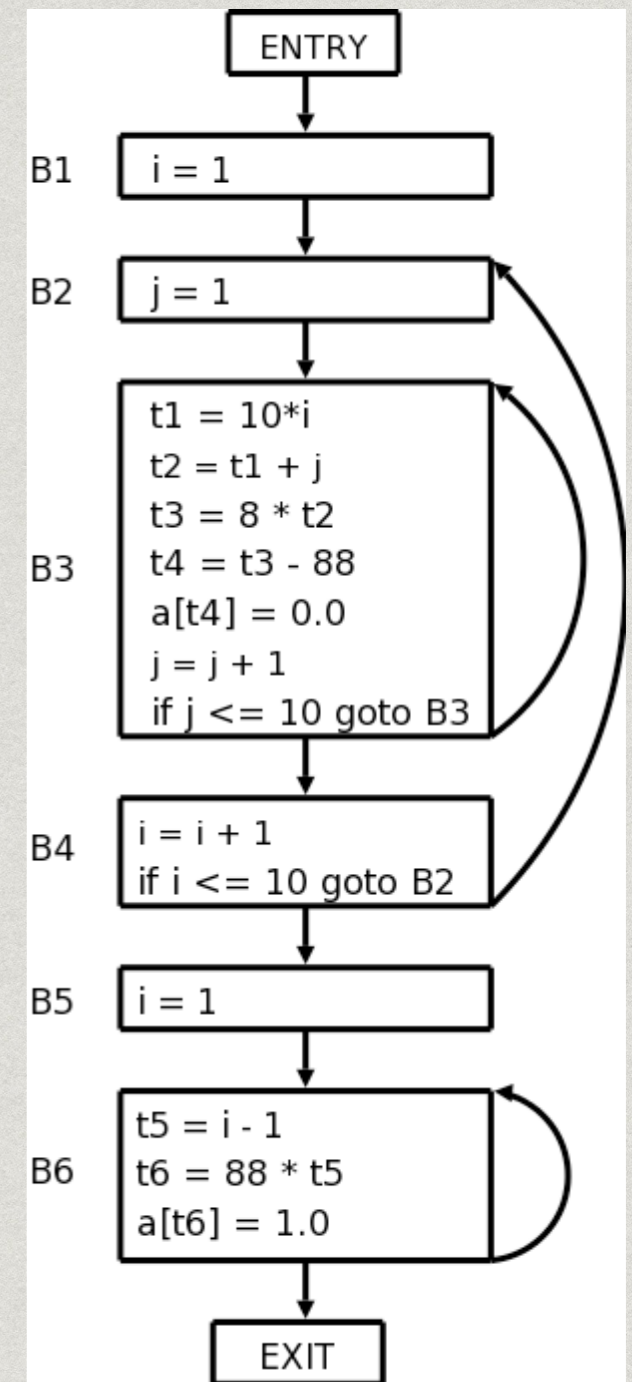 ENTRY
B1
i = 1
B2
j = 1
B3
t1 = 10*i
t2 = t1 + j
t3 = 8 * t2
t4 = t3 - 88
a[t4] = 0.0
j = j + 1
if j <= 10 goto B3
B4
i = i + 1
if i <= 10 goto B2
B5
i = 1
B6
t5 = i - 1
t6 = 88 * t5
a[t6] = 1.0
EXIT